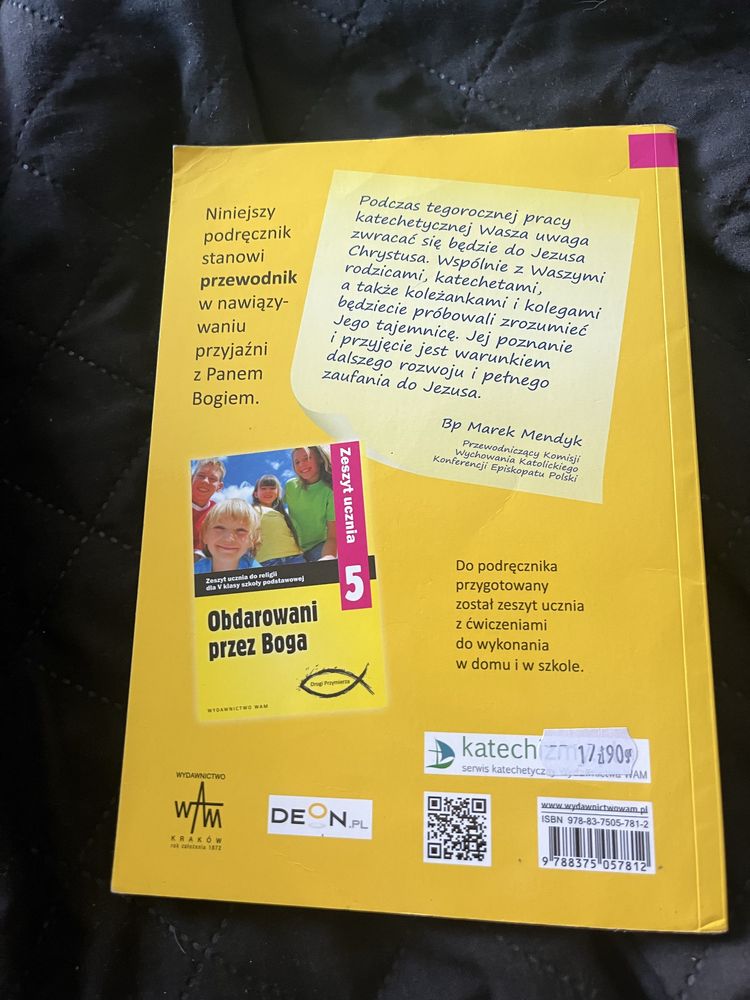 Niniejszy
podręcznik
stanowi
przewodnik
w nawiązy-
waniu
przyjaźni
z Panem
Bogiem.
Podczas tegorocznej pracy
katechetycznej Wasza uwaga
zwracać się będzie do Jezusa
Chrystusa. Wspólnie z Waszymi
rodzicami, katechetami,
a także koleżankami i kolegami
będziecie próbowali zrozumieć
Jego tajemnicę. Jej poznanie
i przyjęcie jest warunkiem
dalszego rozwoju i pełnego
zaufania do Jezusa.
Bp Marek Mendyk
Przewodniczący Komisji
Wychowania Katolickiego
Konferencji Episkopatu Polski
Zeszyt ucznia
5
Zeszyt ucznia do religii
dla V klasy szkoły podstawowej
Obdarowani
przez Boga
Drogi Przymierza
WYDAWNICTWO WAM
Do podręcznika
przygotowany
został zeszyt ucznia
z ćwiczeniami
do wykonania
w domu i w szkole.
17zł90gr
serwis katechetyczny
WAM
WYDAWNICTWO
WAM
KRAKÓW
rok założenia 1872
DEON.PL
www.wydawnictwowam.pl
ISBN 978-83-7505-781-2
9 788375 057812